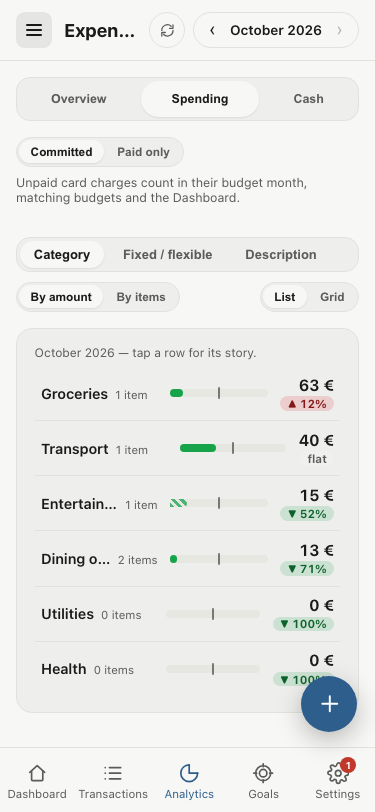 Expen...
‹ October 2026 ›
Overview Spending Cash
Committed Paid only
Unpaid card charges count in their budget month,
matching budgets and the Dashboard.
Category Fixed / flexible Description
By amount By items List Grid
October 2026 — tap a row for its story.
Groceries 1 item 63 €
▲ 12%
Transport 1 item 40 €
flat
Entertain... 1 item 15 €
▼ 52%
Dining o... 2 items 13 €
▼ 71%
Utilities 0 items 0 €
▼ 100%
Health 0 items 0 €
▼ 100%
+
1
Dashboard Transactions Analytics Goals Settings